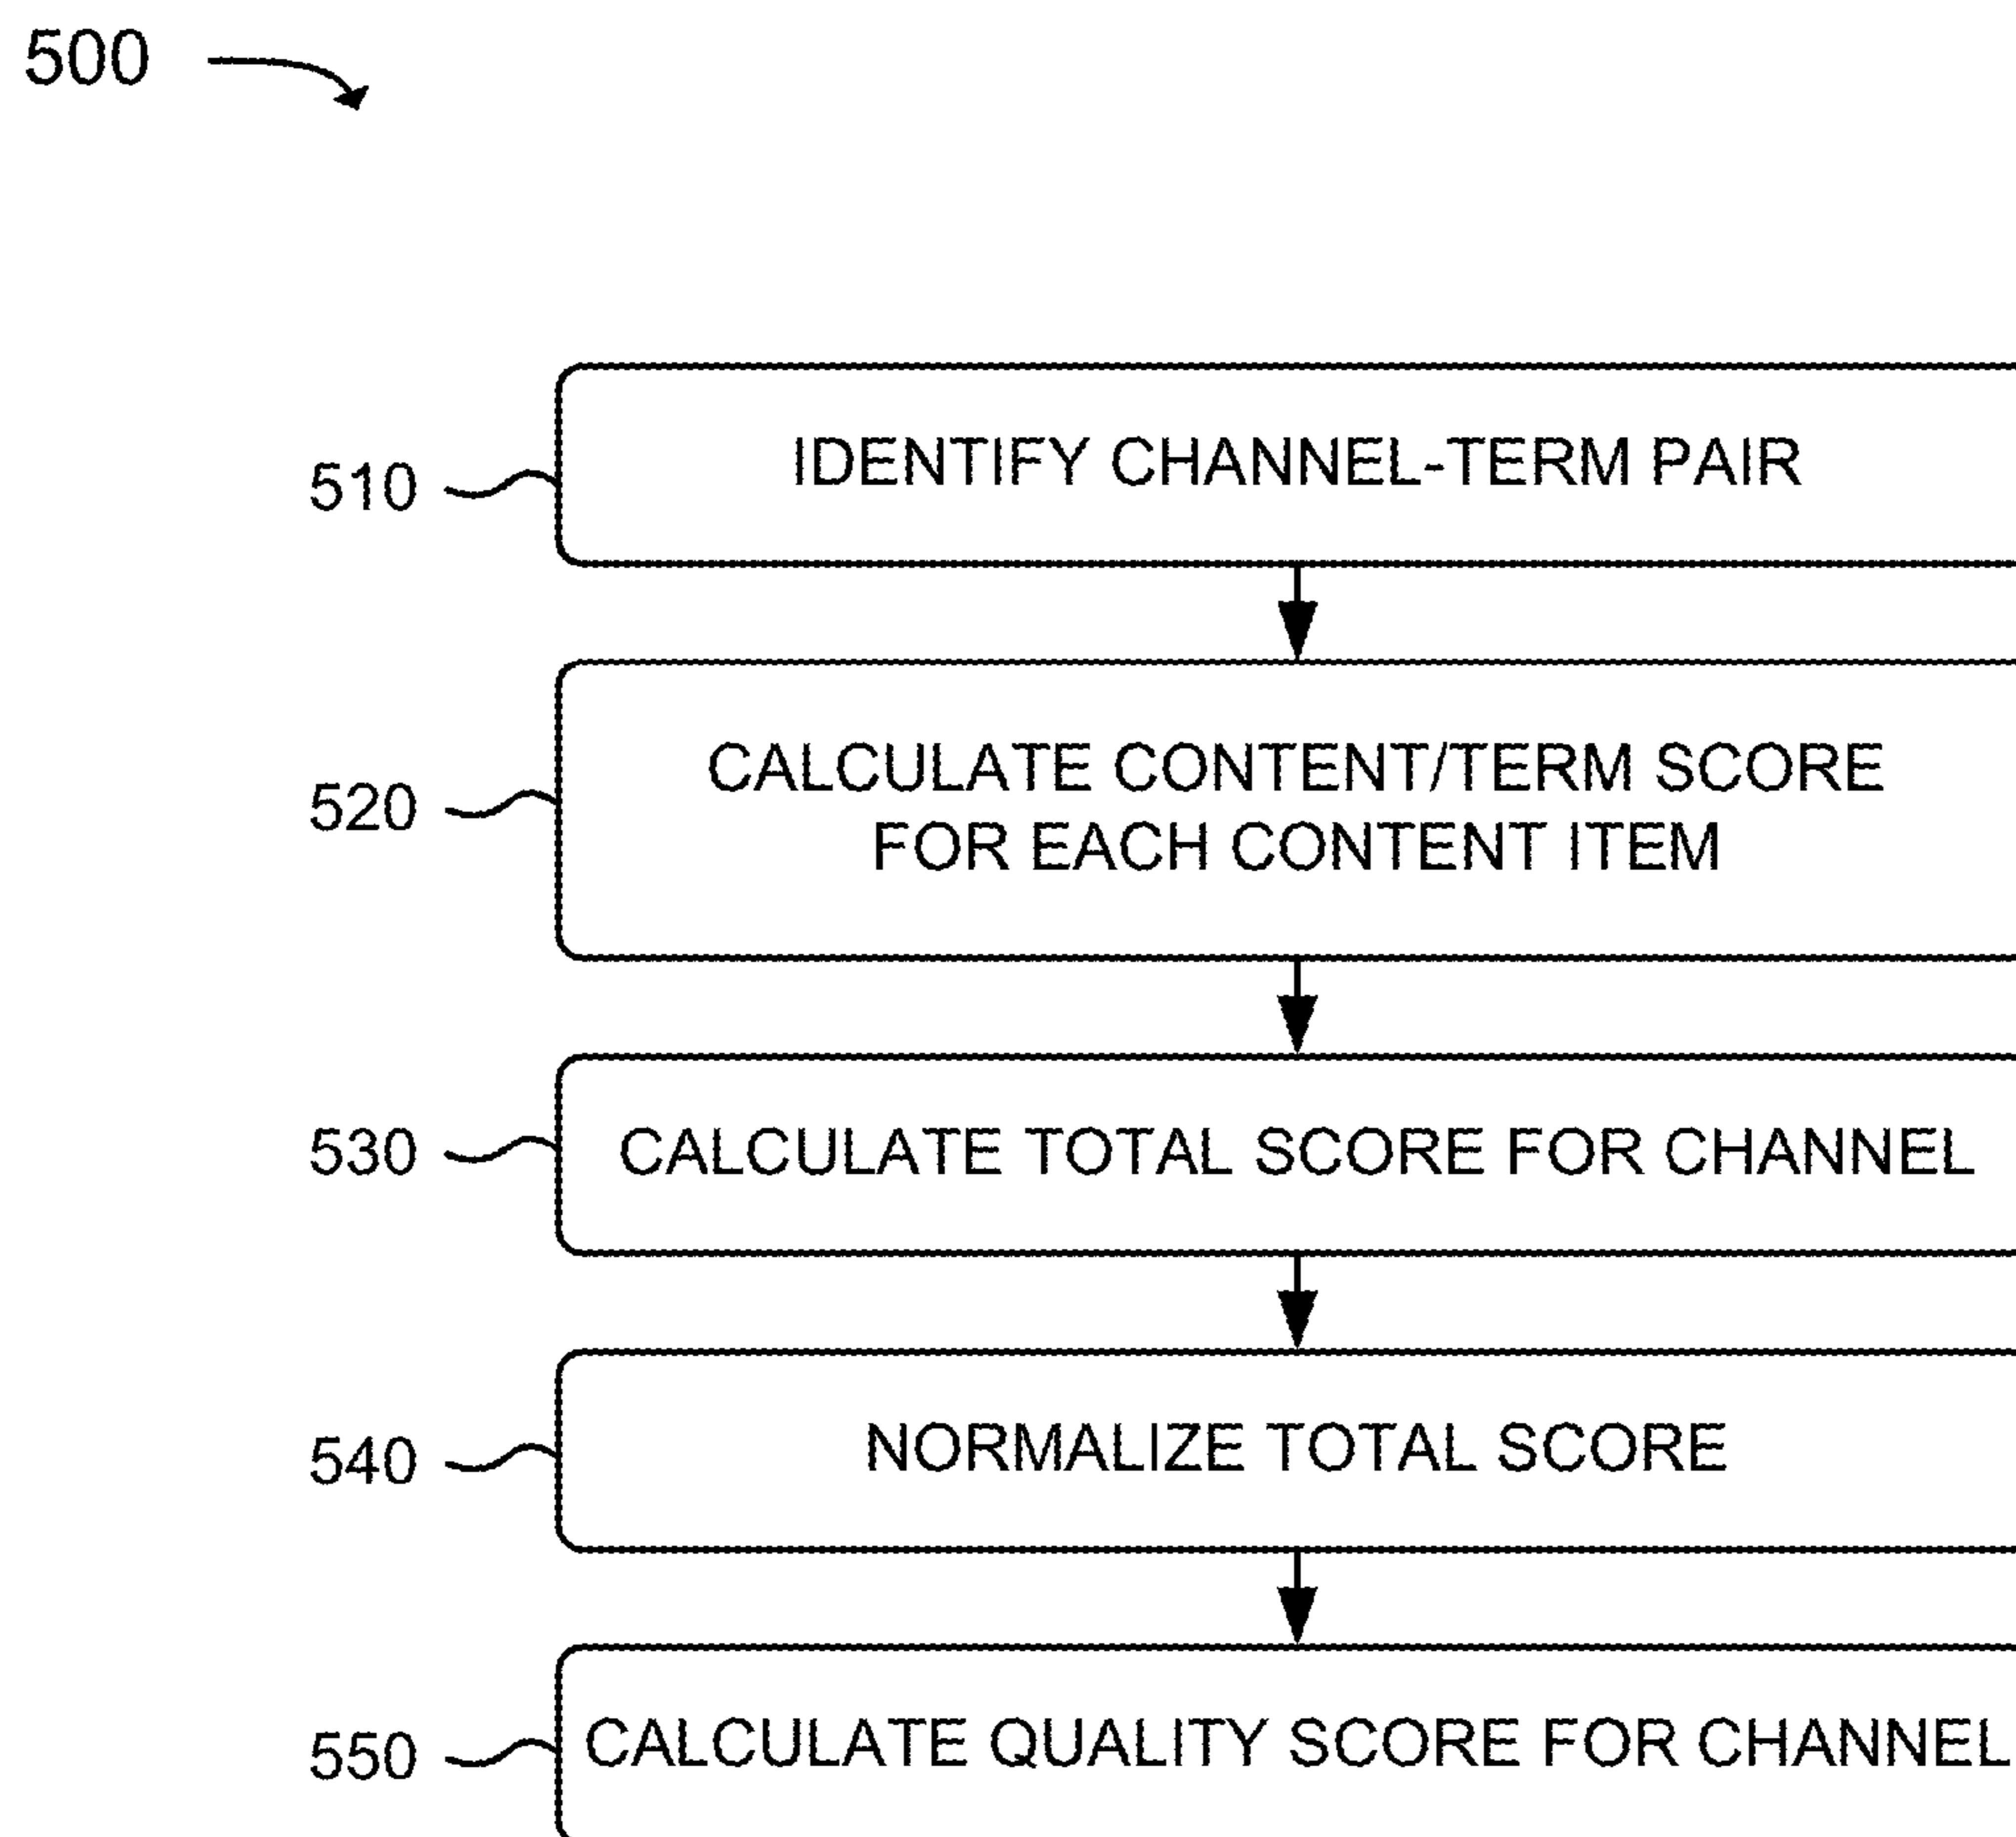 500
510
IDENTIFY CHANNEL-TERM PAIR
520
CALCULATE CONTENT/TERM SCORE
FOR EACH CONTENT ITEM
530
CALCULATE TOTAL SCORE FOR CHANNEL
540
NORMALIZE TOTAL SCORE
550
CALCULATE QUALITY SCORE FOR CHANNEL